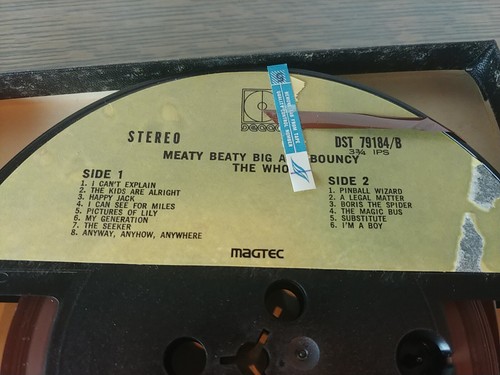 DECCA
STEREO
DST 79184/B
3¾ IPS
MEATY BEATY BIG A BOUNCY
THE WHO
SIDE 1
1. I CAN'T EXPLAIN
2. THE KIDS ARE ALRIGHT
3. HAPPY JACK
4. I CAN SEE FOR MILES
5. PICTURES OF LILY
6. MY GENERATION
7. THE SEEKER
8. ANYWAY, ANYHOW, ANYWHERE
SIDE 2
1. PINBALL WIZARD
2. A LEGAL MATTER
3. BORIS THE SPIDER
4. THE MAGIC BUS
5. SUBSTITUTE
6. I'M A BOY
MAGTEC